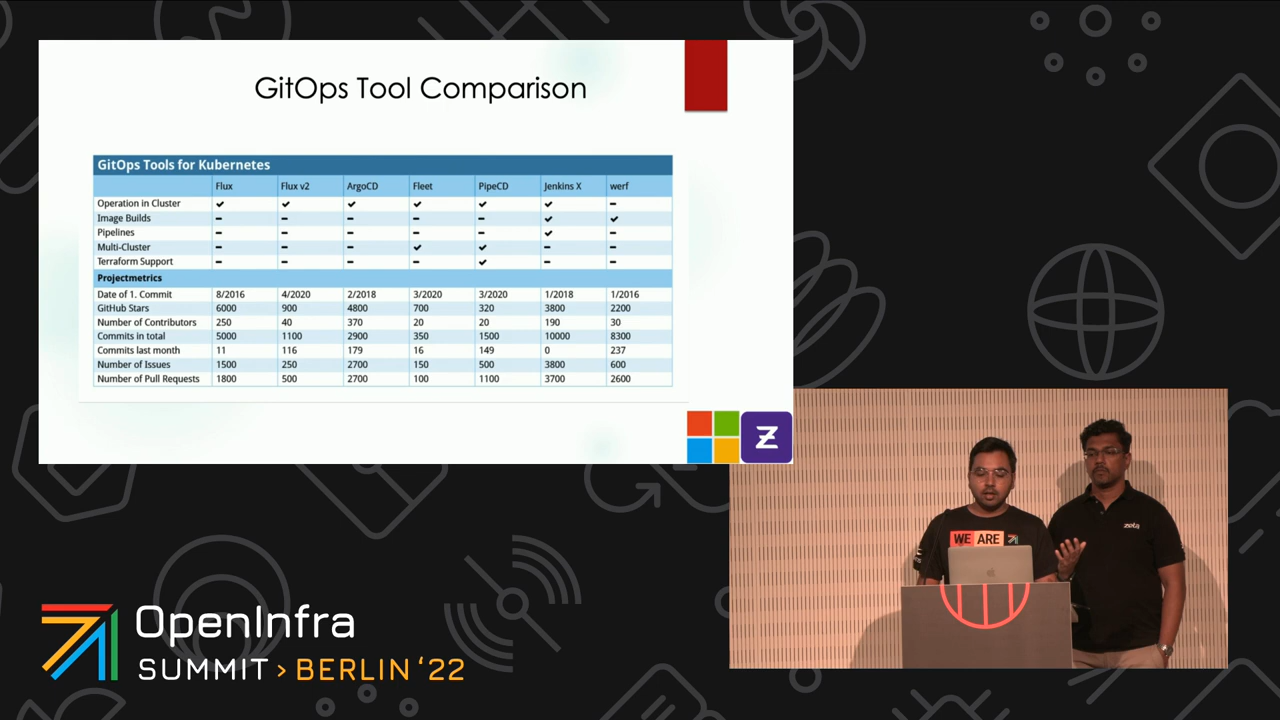 GitOps Tool Comparison
GitOps Tools for Kubernetes
Flux Flux v2 ArgoCD Fleet PipeCD Jenkins X werf
Operation in Cluster ✓ ✓ ✓ ✓ ✓ ✓ –
Image Builds – – – – – ✓ ✓
Pipelines – – – – – ✓ –
Multi-Cluster – – – ✓ ✓ – –
Terraform Support – – – – ✓ – –
Projectmetrics
Date of 1. Commit 8/2016 4/2020 2/2018 3/2020 3/2020 1/2018 1/2016
GitHub Stars 6000 900 4800 700 320 3800 2200
Number of Contributors 250 40 370 20 20 190 30
Commits in total 5000 1100 2900 350 1500 10000 8300
Commits last month 11 116 179 16 149 0 237
Number of Issues 1500 250 2700 150 500 3800 600
Number of Pull Requests 1800 500 2700 100 1100 3700 2600
Z
WE ARE
zeta
OpenInfra
SUMMIT > BERLIN ‘22